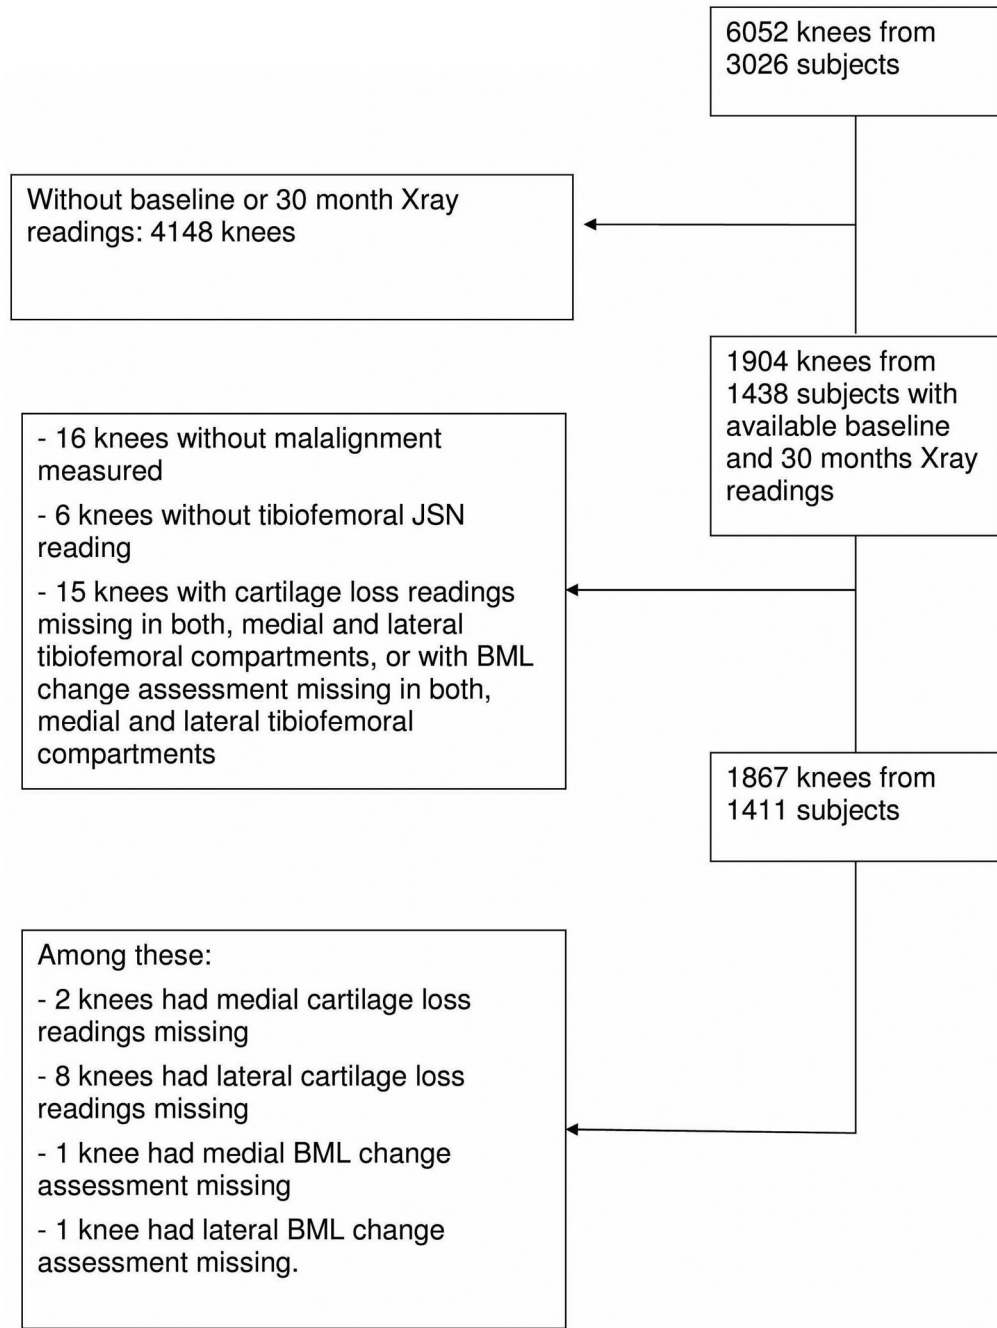 6052 knees from
3026 subjects
Without baseline or 30 month Xray
readings: 4148 knees
1904 knees from
1438 subjects with
available baseline
and 30 months Xray
readings
- 16 knees without malalignment
measured
- 6 knees without tibiofemoral JSN
reading
- 15 knees with cartilage loss readings
missing in both, medial and lateral
tibiofemoral compartments, or with BML
change assessment missing in both,
medial and lateral tibiofemoral
compartments
1867 knees from
1411 subjects
Among these:
- 2 knees had medial cartilage loss
readings missing
- 8 knees had lateral cartilage loss
readings missing
- 1 knee had medial BML change
assessment missing
- 1 knee had lateral BML change
assessment missing.